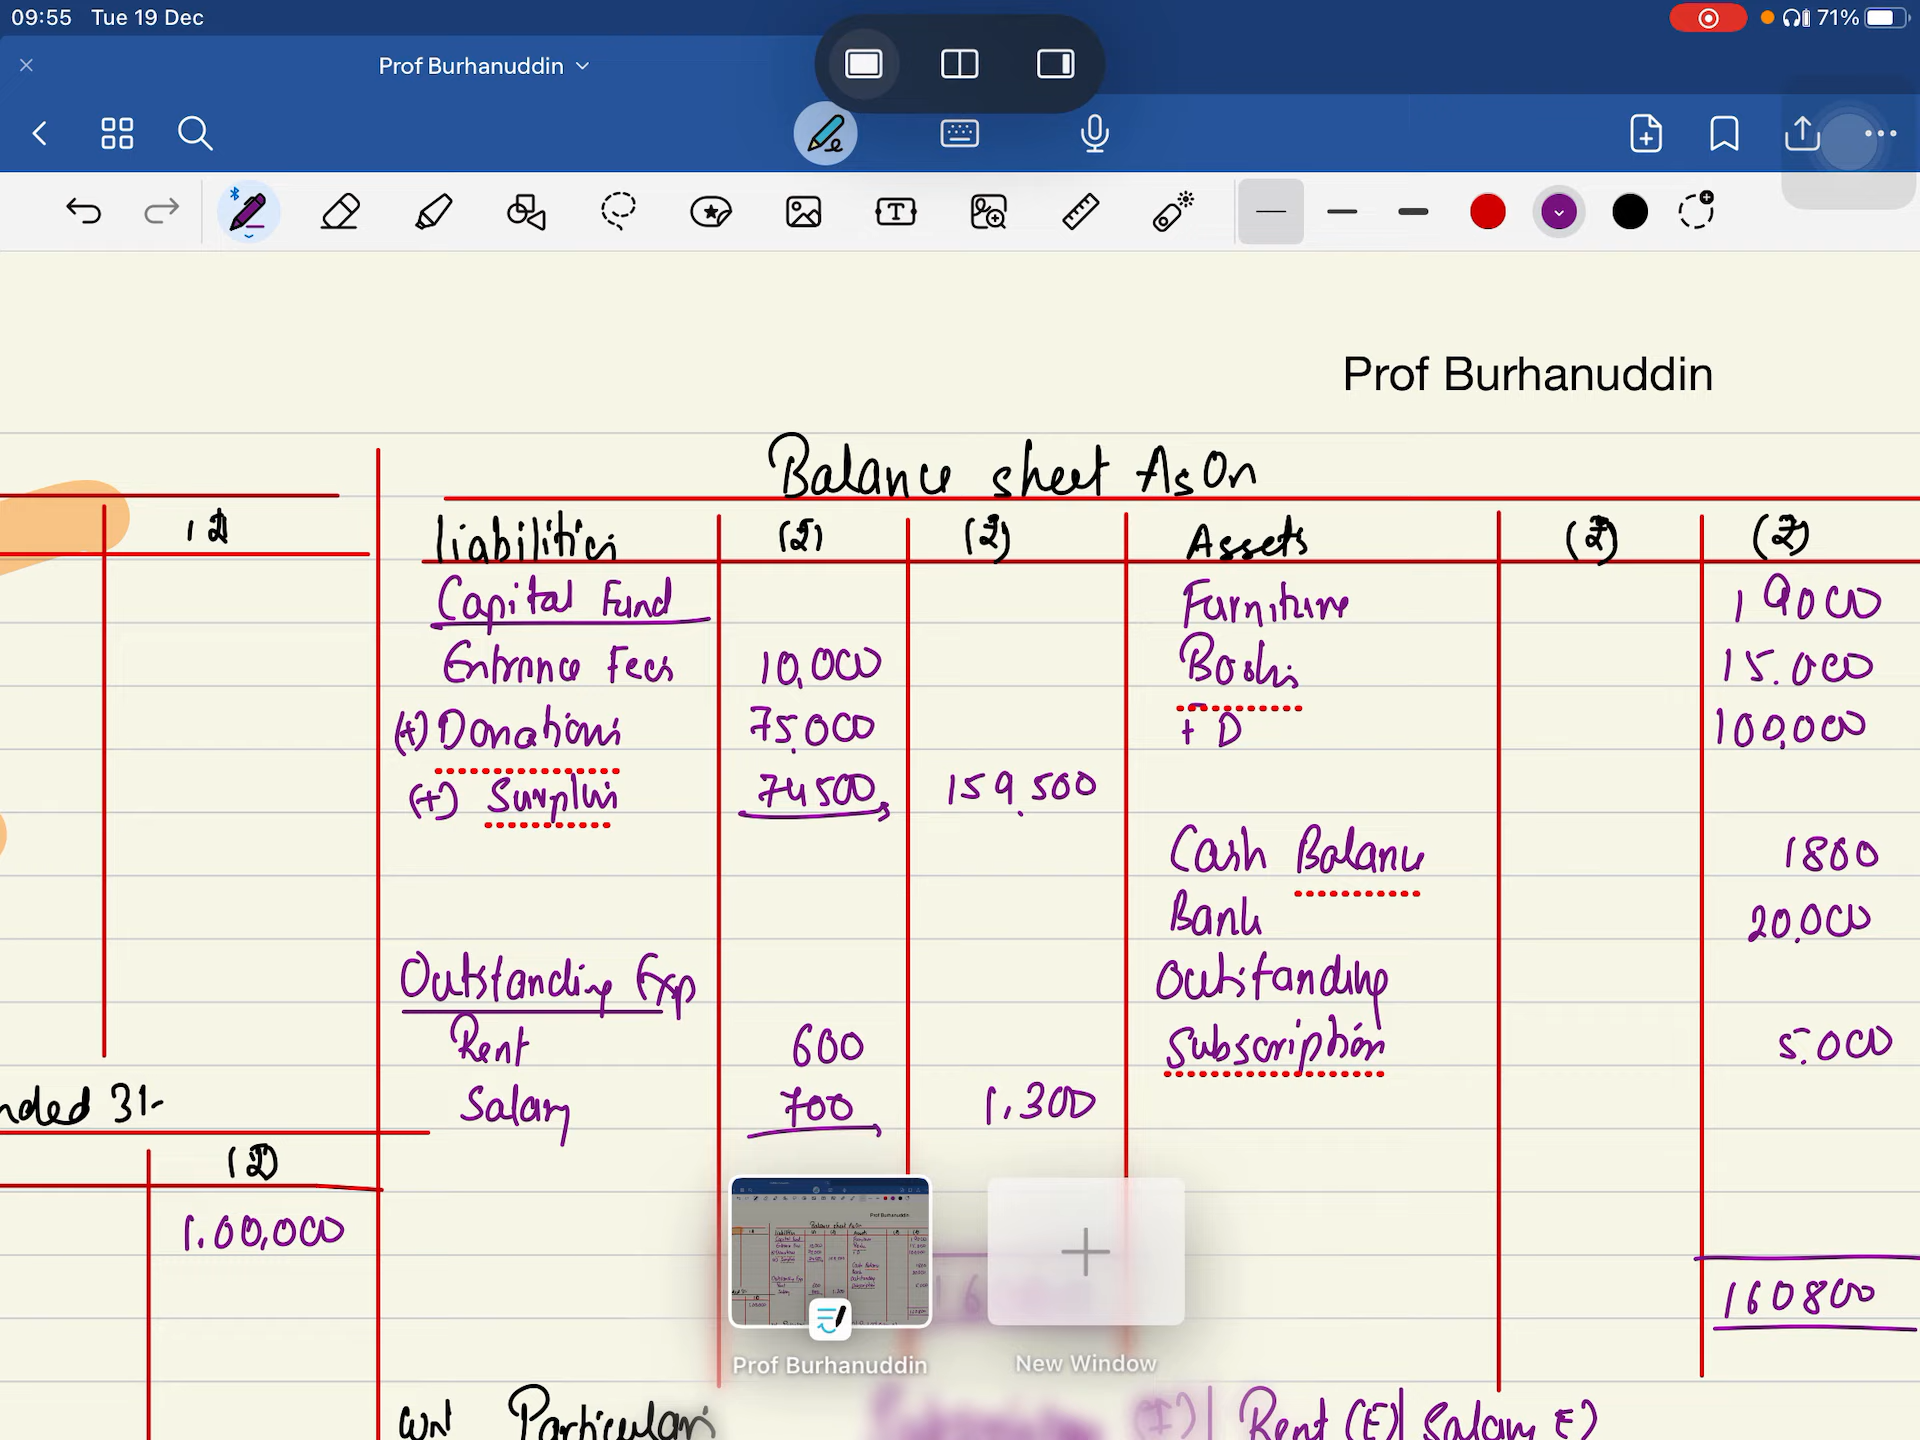 09:55 Tue 19 Dec
71%
Prof Burhanuddin
Prof Burhanuddin
Balance sheet As On
liabilities (₹) (₹) Assets (₹) (₹)
Capital Fund Furniture 19000
Entrance Fees 10,000 Books 15.000
(+) Donations 75,000 FD 100,000
(+) Surplus 74500 159,500
Cash Balance 1800
Bank 20,000
Outstanding Exp Outstanding
Rent 600 Subscription 5.000
Salary 700 1,300
nded 31-
1,00,000
160800
Prof Burhanuddin
New Window
Particulars (I) | Rent (E) | Salary E)